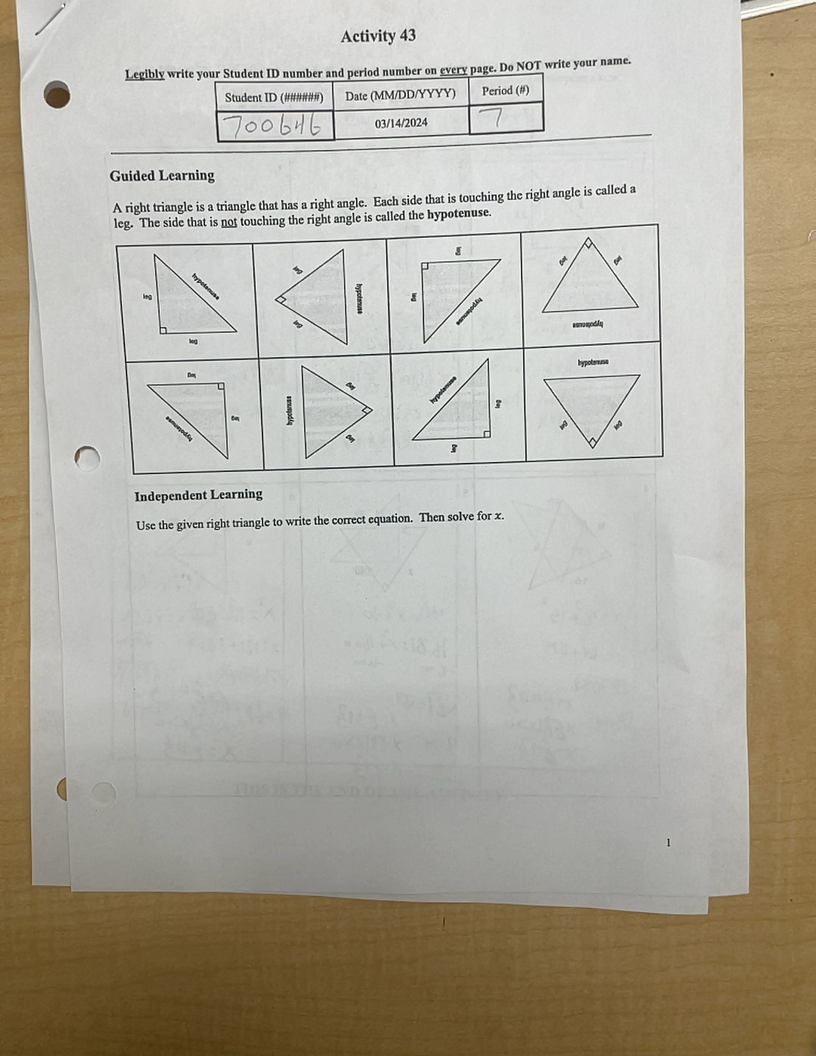 Activity 43
Legibly write your Student ID number and period number on every page. Do NOT write your name.
Student ID (######) Date (MM/DD/YYYY) Period (#)
700646 03/14/2024 7
Guided Learning
A right triangle is a triangle that has a right angle. Each side that is touching the right angle is called a
leg. The side that is not touching the right angle is called the hypotenuse.
leg hypotenuse leg
leg hypotenuse leg
leg leg hypotenuse
leg leg hypotenuse
leg leg hypotenuse
hypotenuse leg leg
hypotenuse leg leg
hypotenuse leg leg
Independent Learning
Use the given right triangle to write the correct equation. Then solve for x.
1